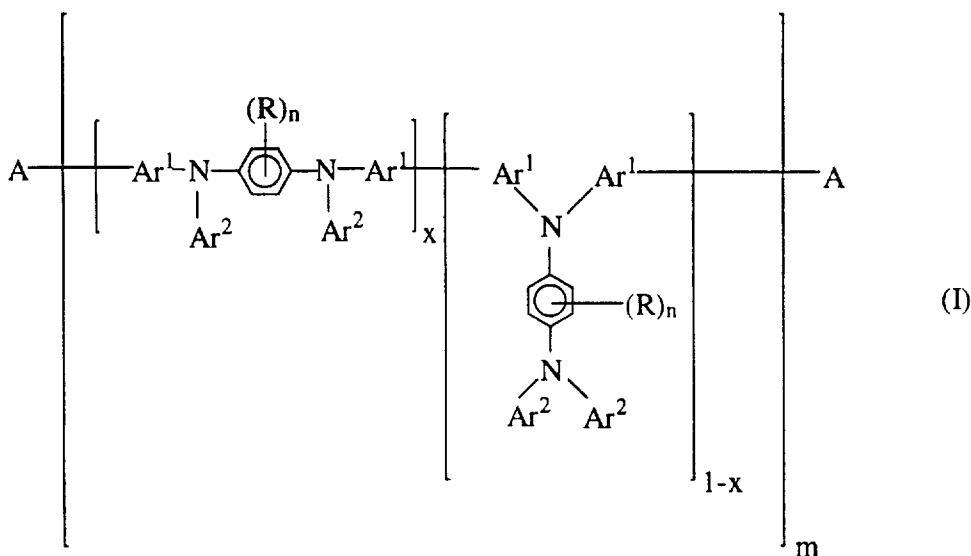 (R)n
A Ar¹ N N Ar¹ Ar¹ Ar¹ A
Ar² Ar² x N
(R)n (I)
N
Ar² Ar²
1-x
m